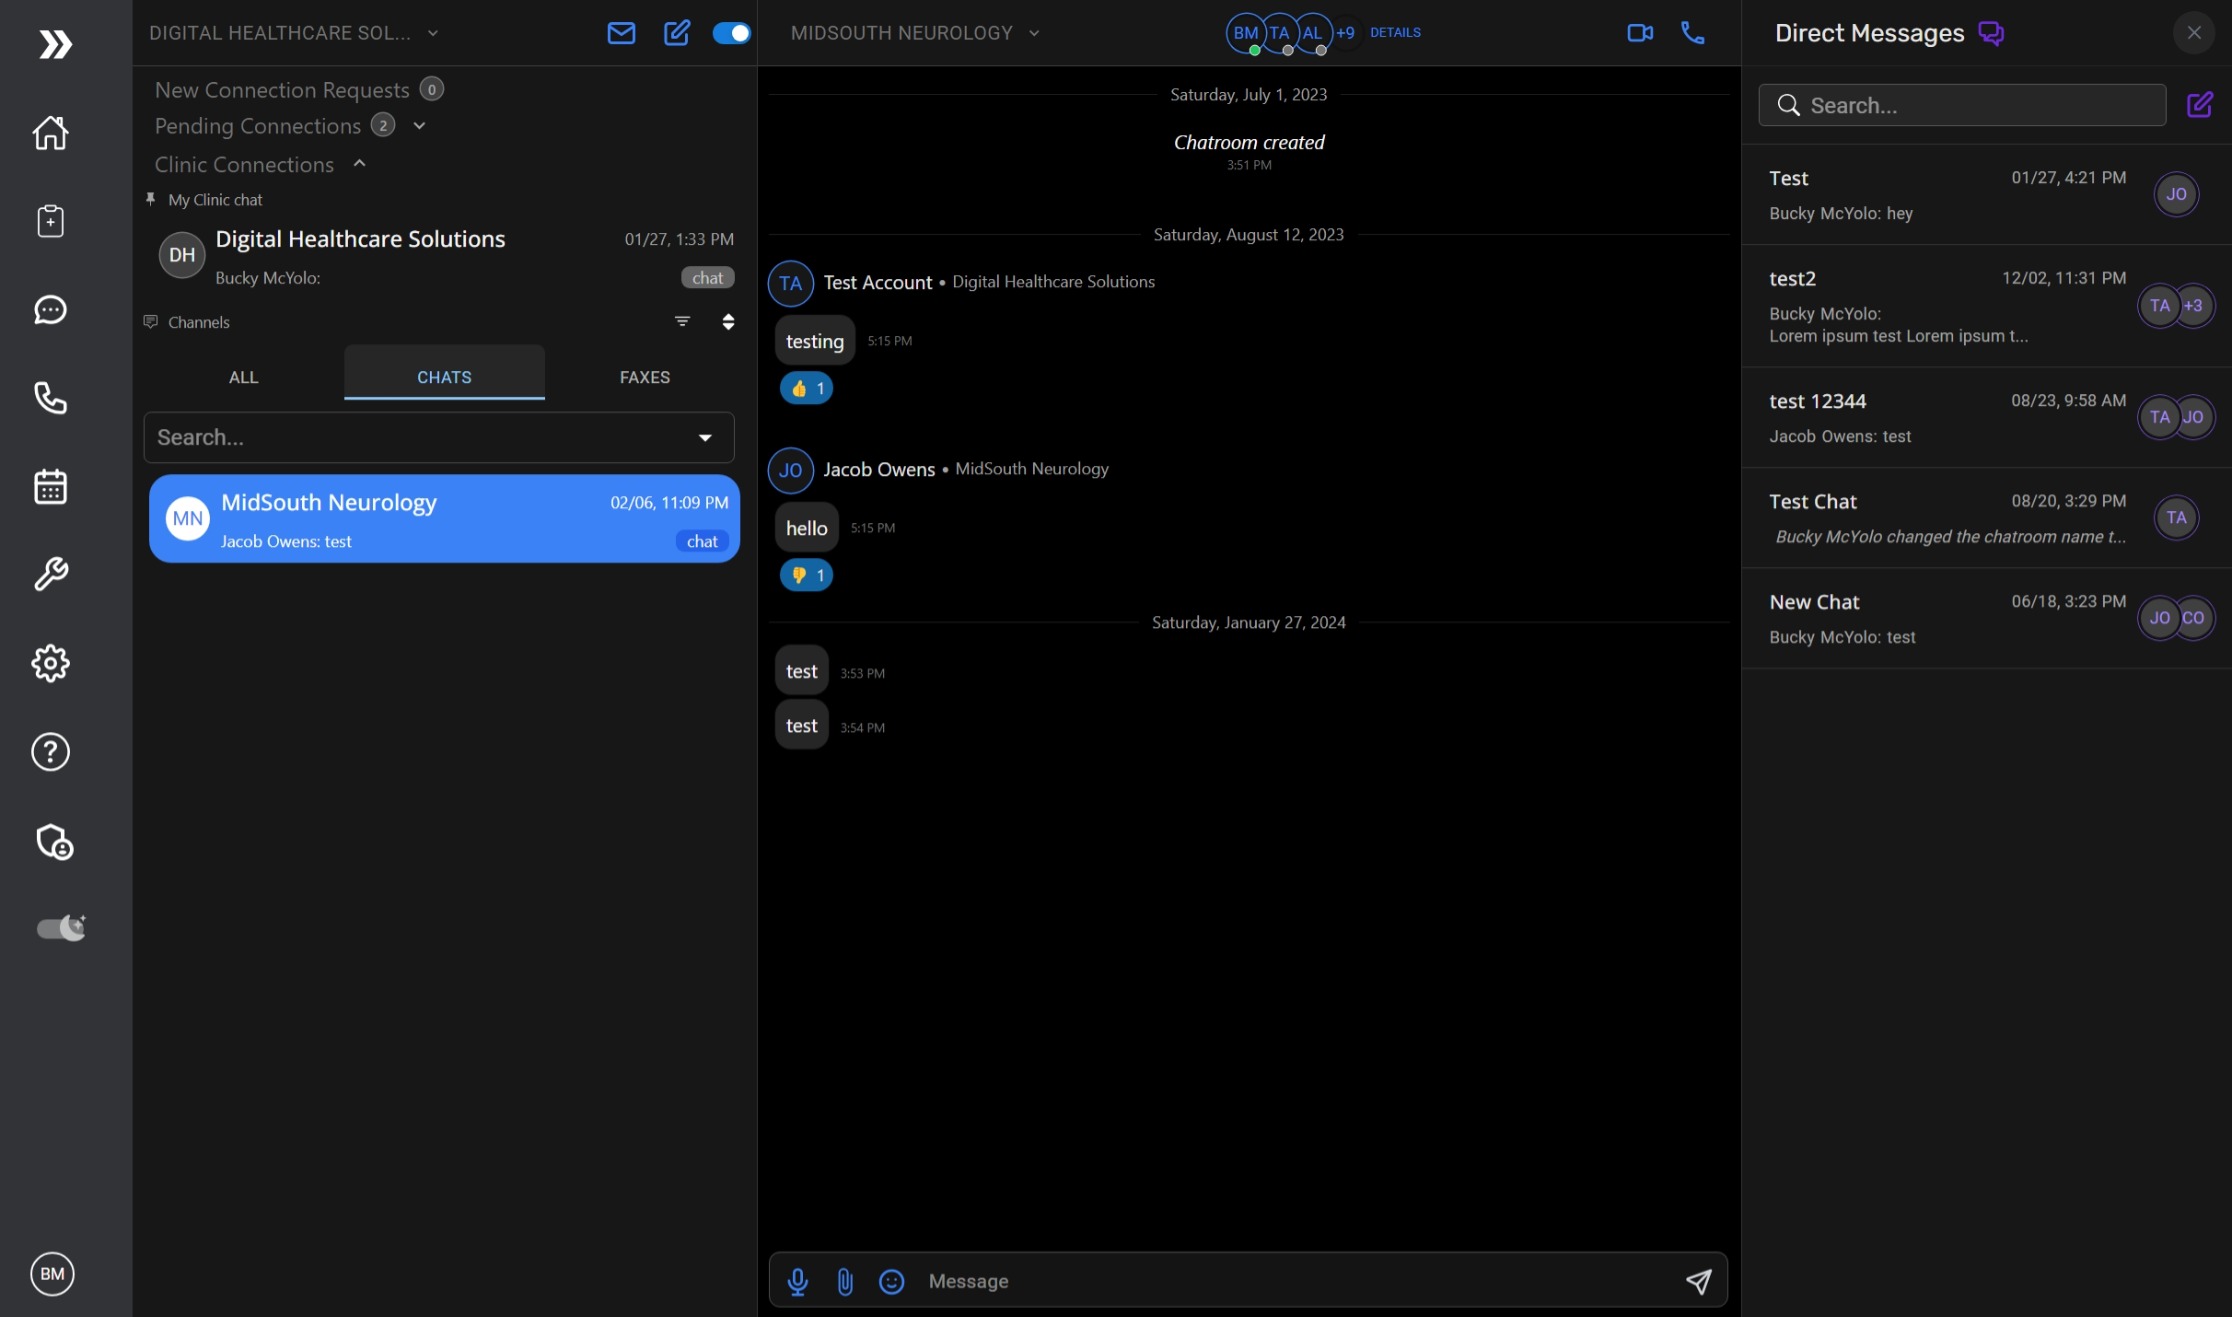 DIGITAL HEALTHCARE SOL...
New Connection Requests 0
Pending Connections 2
Clinic Connections
My Clinic chat
DH
Digital Healthcare Solutions 01/27, 1:33 PM
Bucky McYolo: chat
Channels
ALL CHATS FAXES
Search...
MN
MidSouth Neurology 02/06, 11:09 PM
Jacob Owens: test chat
BM
MIDSOUTH NEUROLOGY BM TA AL +9 DETAILS
Saturday, July 1, 2023
Chatroom created
3:51 PM
Saturday, August 12, 2023
TA Test Account • Digital Healthcare Solutions
testing 5:15 PM
👍 1
JO Jacob Owens • MidSouth Neurology
hello 5:15 PM
👎 1
Saturday, January 27, 2024
test 3:53 PM
test 3:54 PM
Message
Direct Messages
Search...
Test 01/27, 4:21 PM JO
Bucky McYolo: hey
test2 12/02, 11:31 PM TA +3
Bucky McYolo:
Lorem ipsum test Lorem ipsum t...
test 12344 08/23, 9:58 AM TA JO
Jacob Owens: test
Test Chat 08/20, 3:29 PM TA
Bucky McYolo changed the chatroom name t...
New Chat 06/18, 3:23 PM JO CO
Bucky McYolo: test